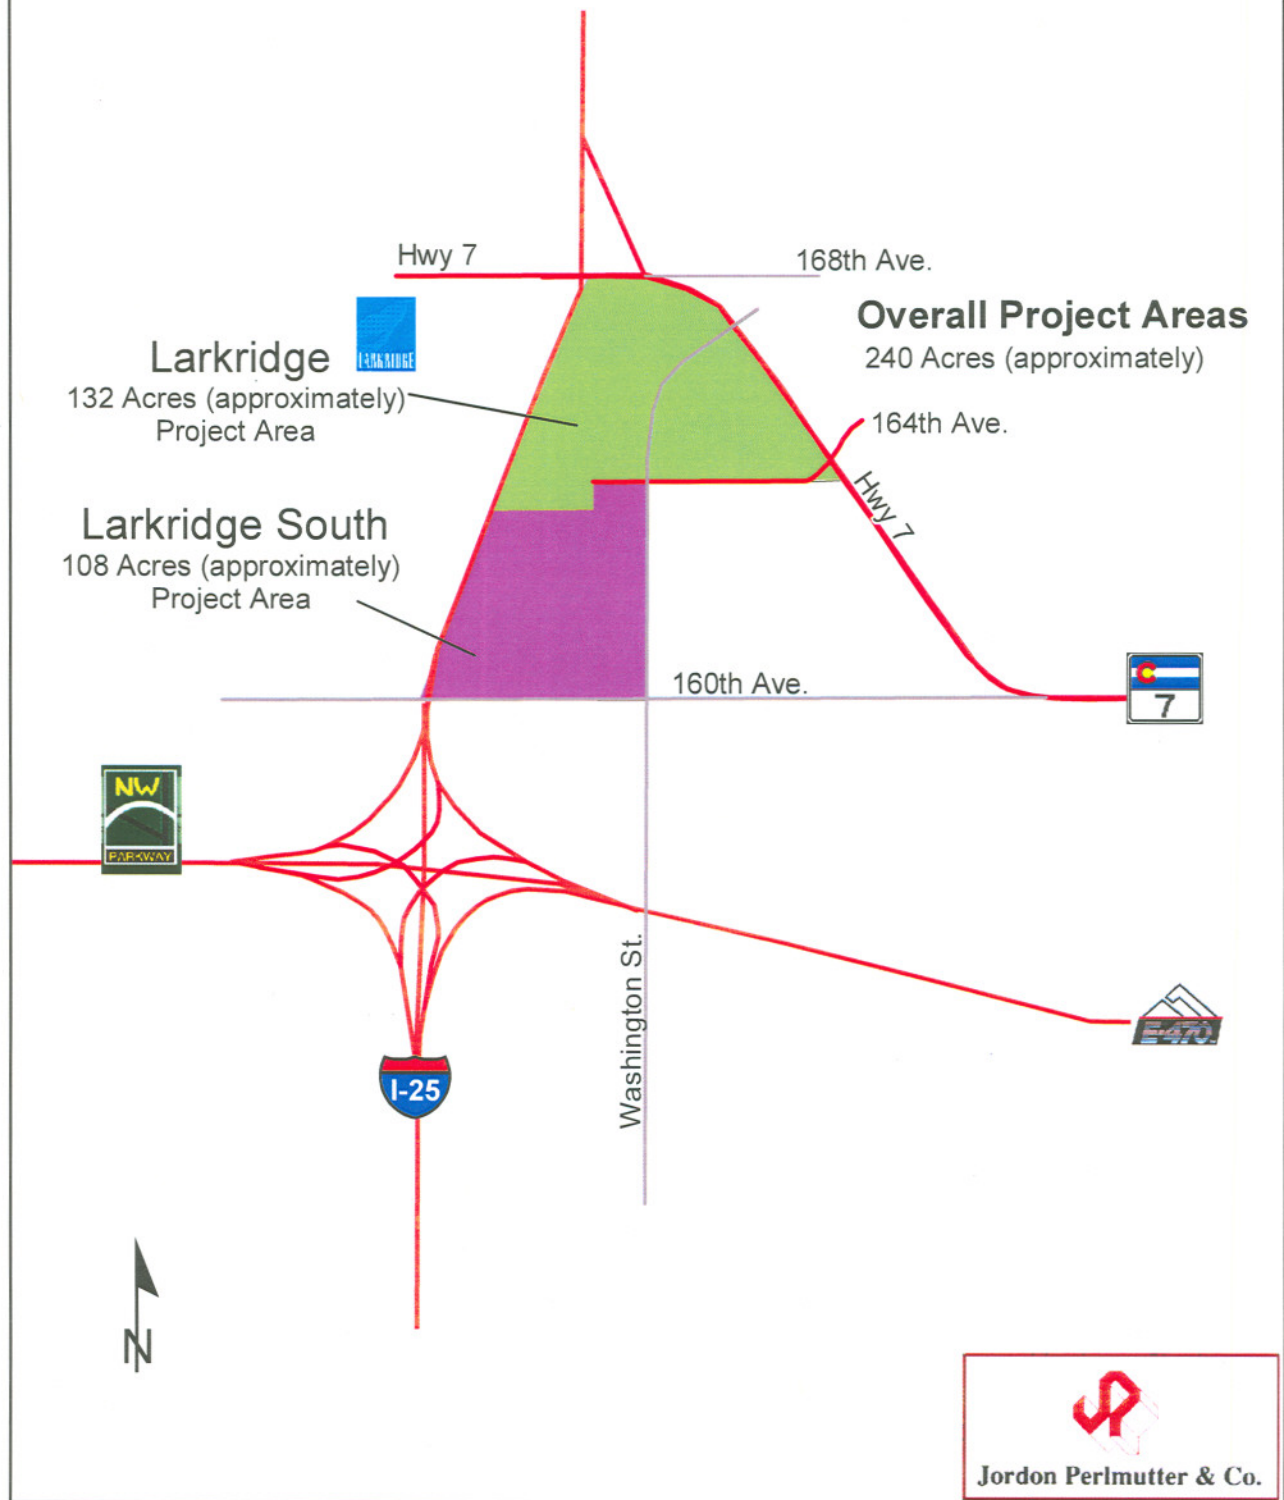 Hwy 7
168th Ave.
Overall Project Areas
240 Acres (approximately)
LARKRIDGE
Larkridge
132 Acres (approximately)
Project Area
164th Ave.
Hwy 7
Larkridge South
108 Acres (approximately)
Project Area
160th Ave.
C
7
NW
PARKWAY
Washington St.
E-470
I-25
N
JP
Jordon Perlmutter & Co.